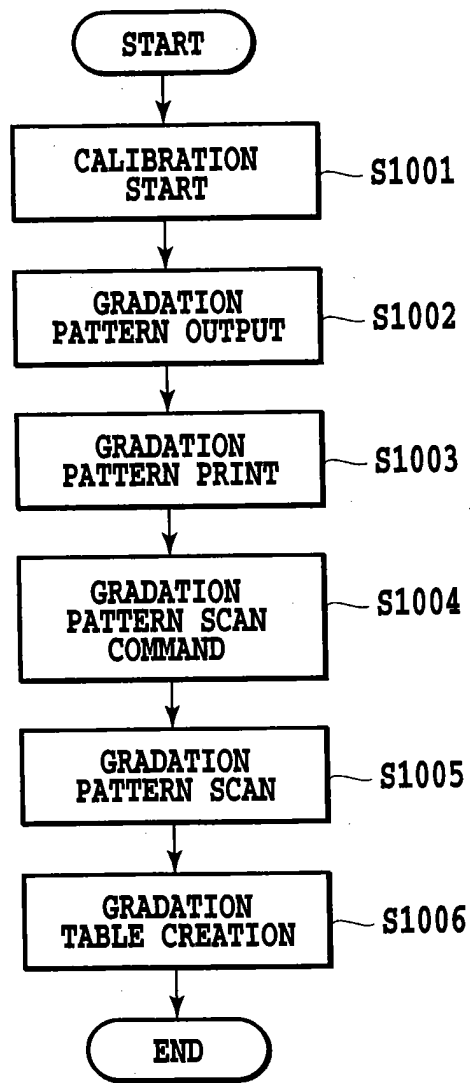 START
CALIBRATION
START
S1001
GRADATION
PATTERN OUTPUT
S1002
GRADATION
PATTERN PRINT
S1003
GRADATION
PATTERN SCAN
COMMAND
S1004
GRADATION
PATTERN SCAN
S1005
GRADATION
TABLE CREATION
S1006
END